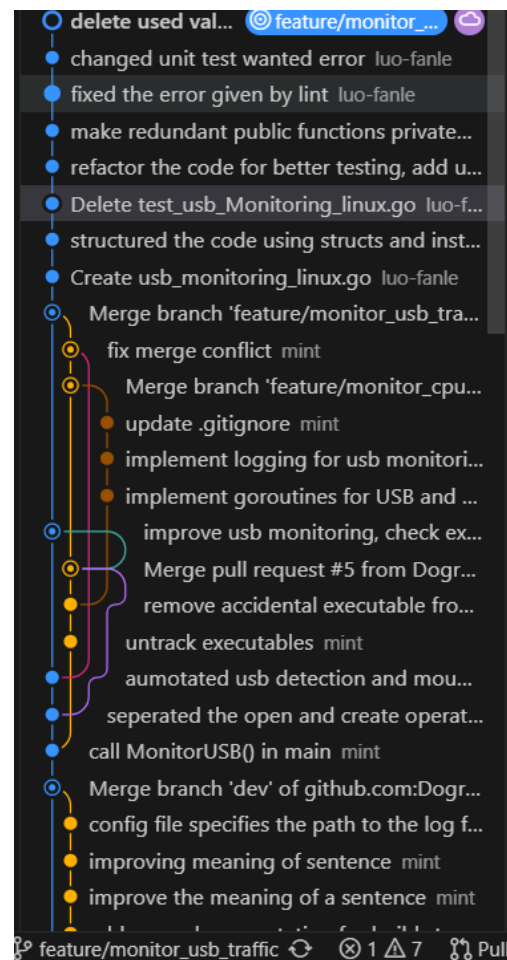 delete used val... feature/monitor_...
changed unit test wanted error luo-fanle
fixed the error given by lint luo-fanle
make redundant public functions private...
refactor the code for better testing, add u...
Delete test_usb_Monitoring_linux.go luo-f...
structured the code using structs and inst...
Create usb_monitoring_linux.go luo-fanle
Merge branch 'feature/monitor_usb_tra...
fix merge conflict mint
Merge branch 'feature/monitor_cpu...
update .gitignore mint
implement logging for usb monitori...
implement goroutines for USB and ...
improve usb monitoring, check ex...
Merge pull request #5 from Dogr...
remove accidental executable fro...
untrack executables mint
aumotated usb detection and mou...
seperated the open and create operat...
call MonitorUSB() in main mint
Merge branch 'dev' of github.com:Dogr...
config file specifies the path to the log f...
improving meaning of sentence mint
improve the meaning of a sentence mint
feature/monitor_usb_traffic 1 7 Pull